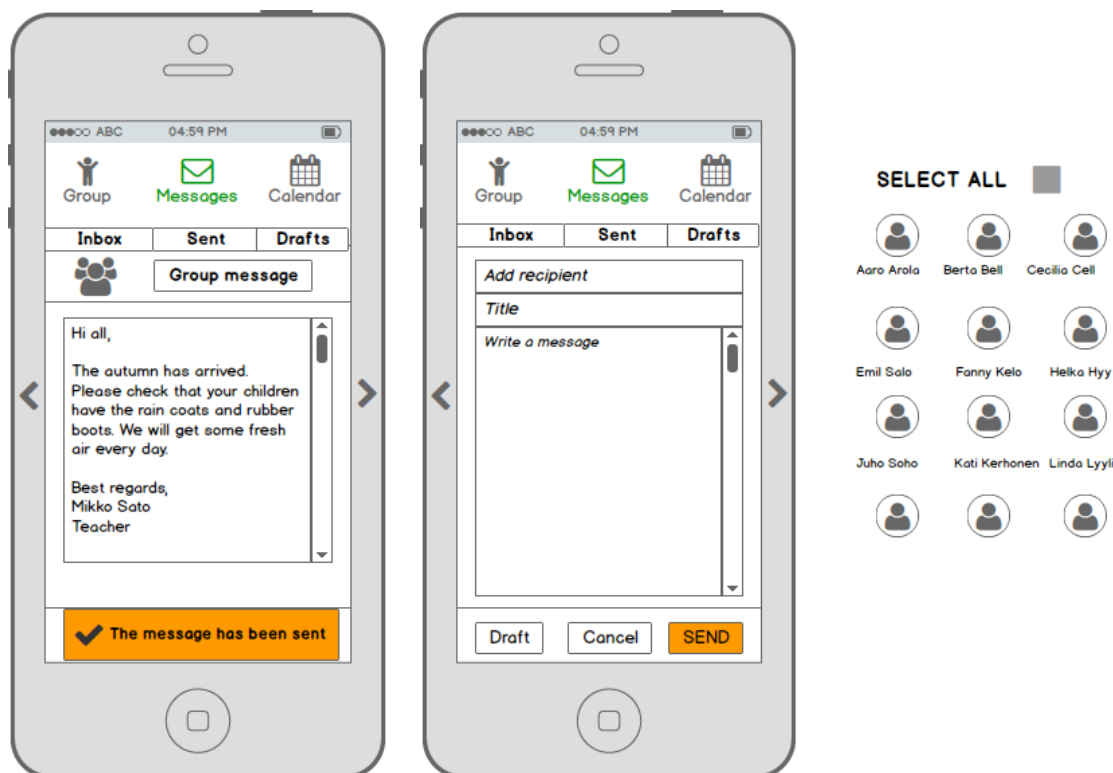 ABC 04:59 PM
Group Messages Calendar
Inbox Sent Drafts
Group message
Hi all,
The autumn has arrived.
Please check that your children
have the rain coats and rubber
boots. We will get some fresh
air every day.
Best regards,
Mikko Sato
Teacher
The message has been sent
ABC 04:59 PM
Group Messages Calendar
Inbox Sent Drafts
Add recipient
Title
Write a message
Draft Cancel SEND
SELECT ALL
Aaro Arola Berta Bell Cecilia Cell
Emil Salo Fanny Kelo Helka Hyy
Juho Soho Kati Kerhonen Linda Lyyli